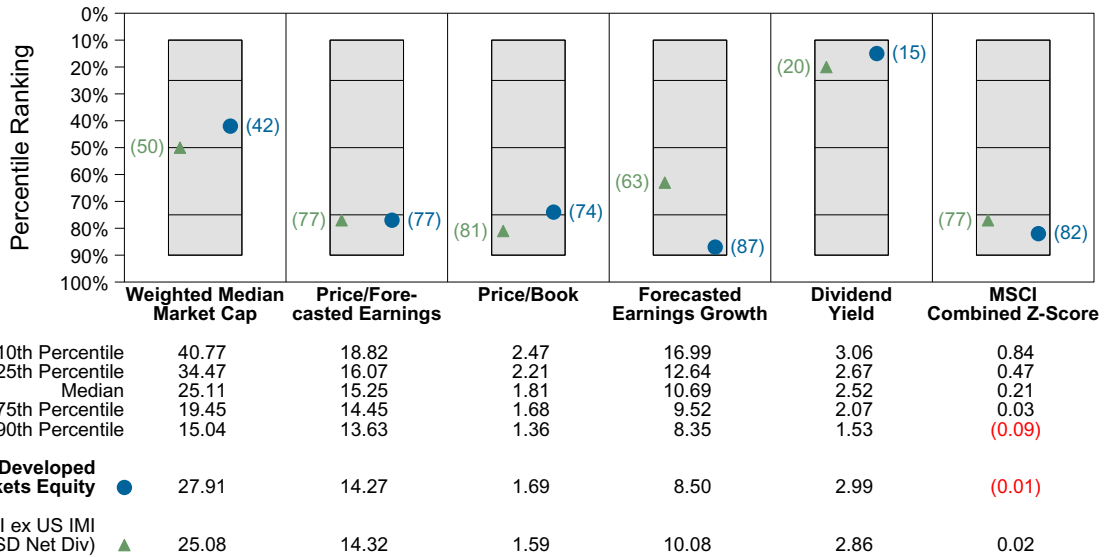 0%
10%
20%
30%
40%
50%
60%
70%
80%
90%
100%
Percentile Ranking
(50) (42)
(77) (77)
(81) (74)
(63) (87)
(20) (15)
(77) (82)
Weighted Median Market Cap
Price/Fore-casted Earnings
Price/Book
Forecasted Earnings Growth
Dividend Yield
MSCI Combined Z-Score
10th Percentile 40.77 18.82 2.47 16.99 3.06 0.84
25th Percentile 34.47 16.07 2.21 12.64 2.67 0.47
Median 25.11 15.25 1.81 10.69 2.52 0.21
75th Percentile 19.45 14.45 1.68 9.52 2.07 0.03
90th Percentile 15.04 13.63 1.36 8.35 1.53 (0.09)
Developed
Equity 27.91 14.27 1.69 8.50 2.99 (0.01)
ex US IMI
Net Div) 25.08 14.32 1.59 10.08 2.86 0.02